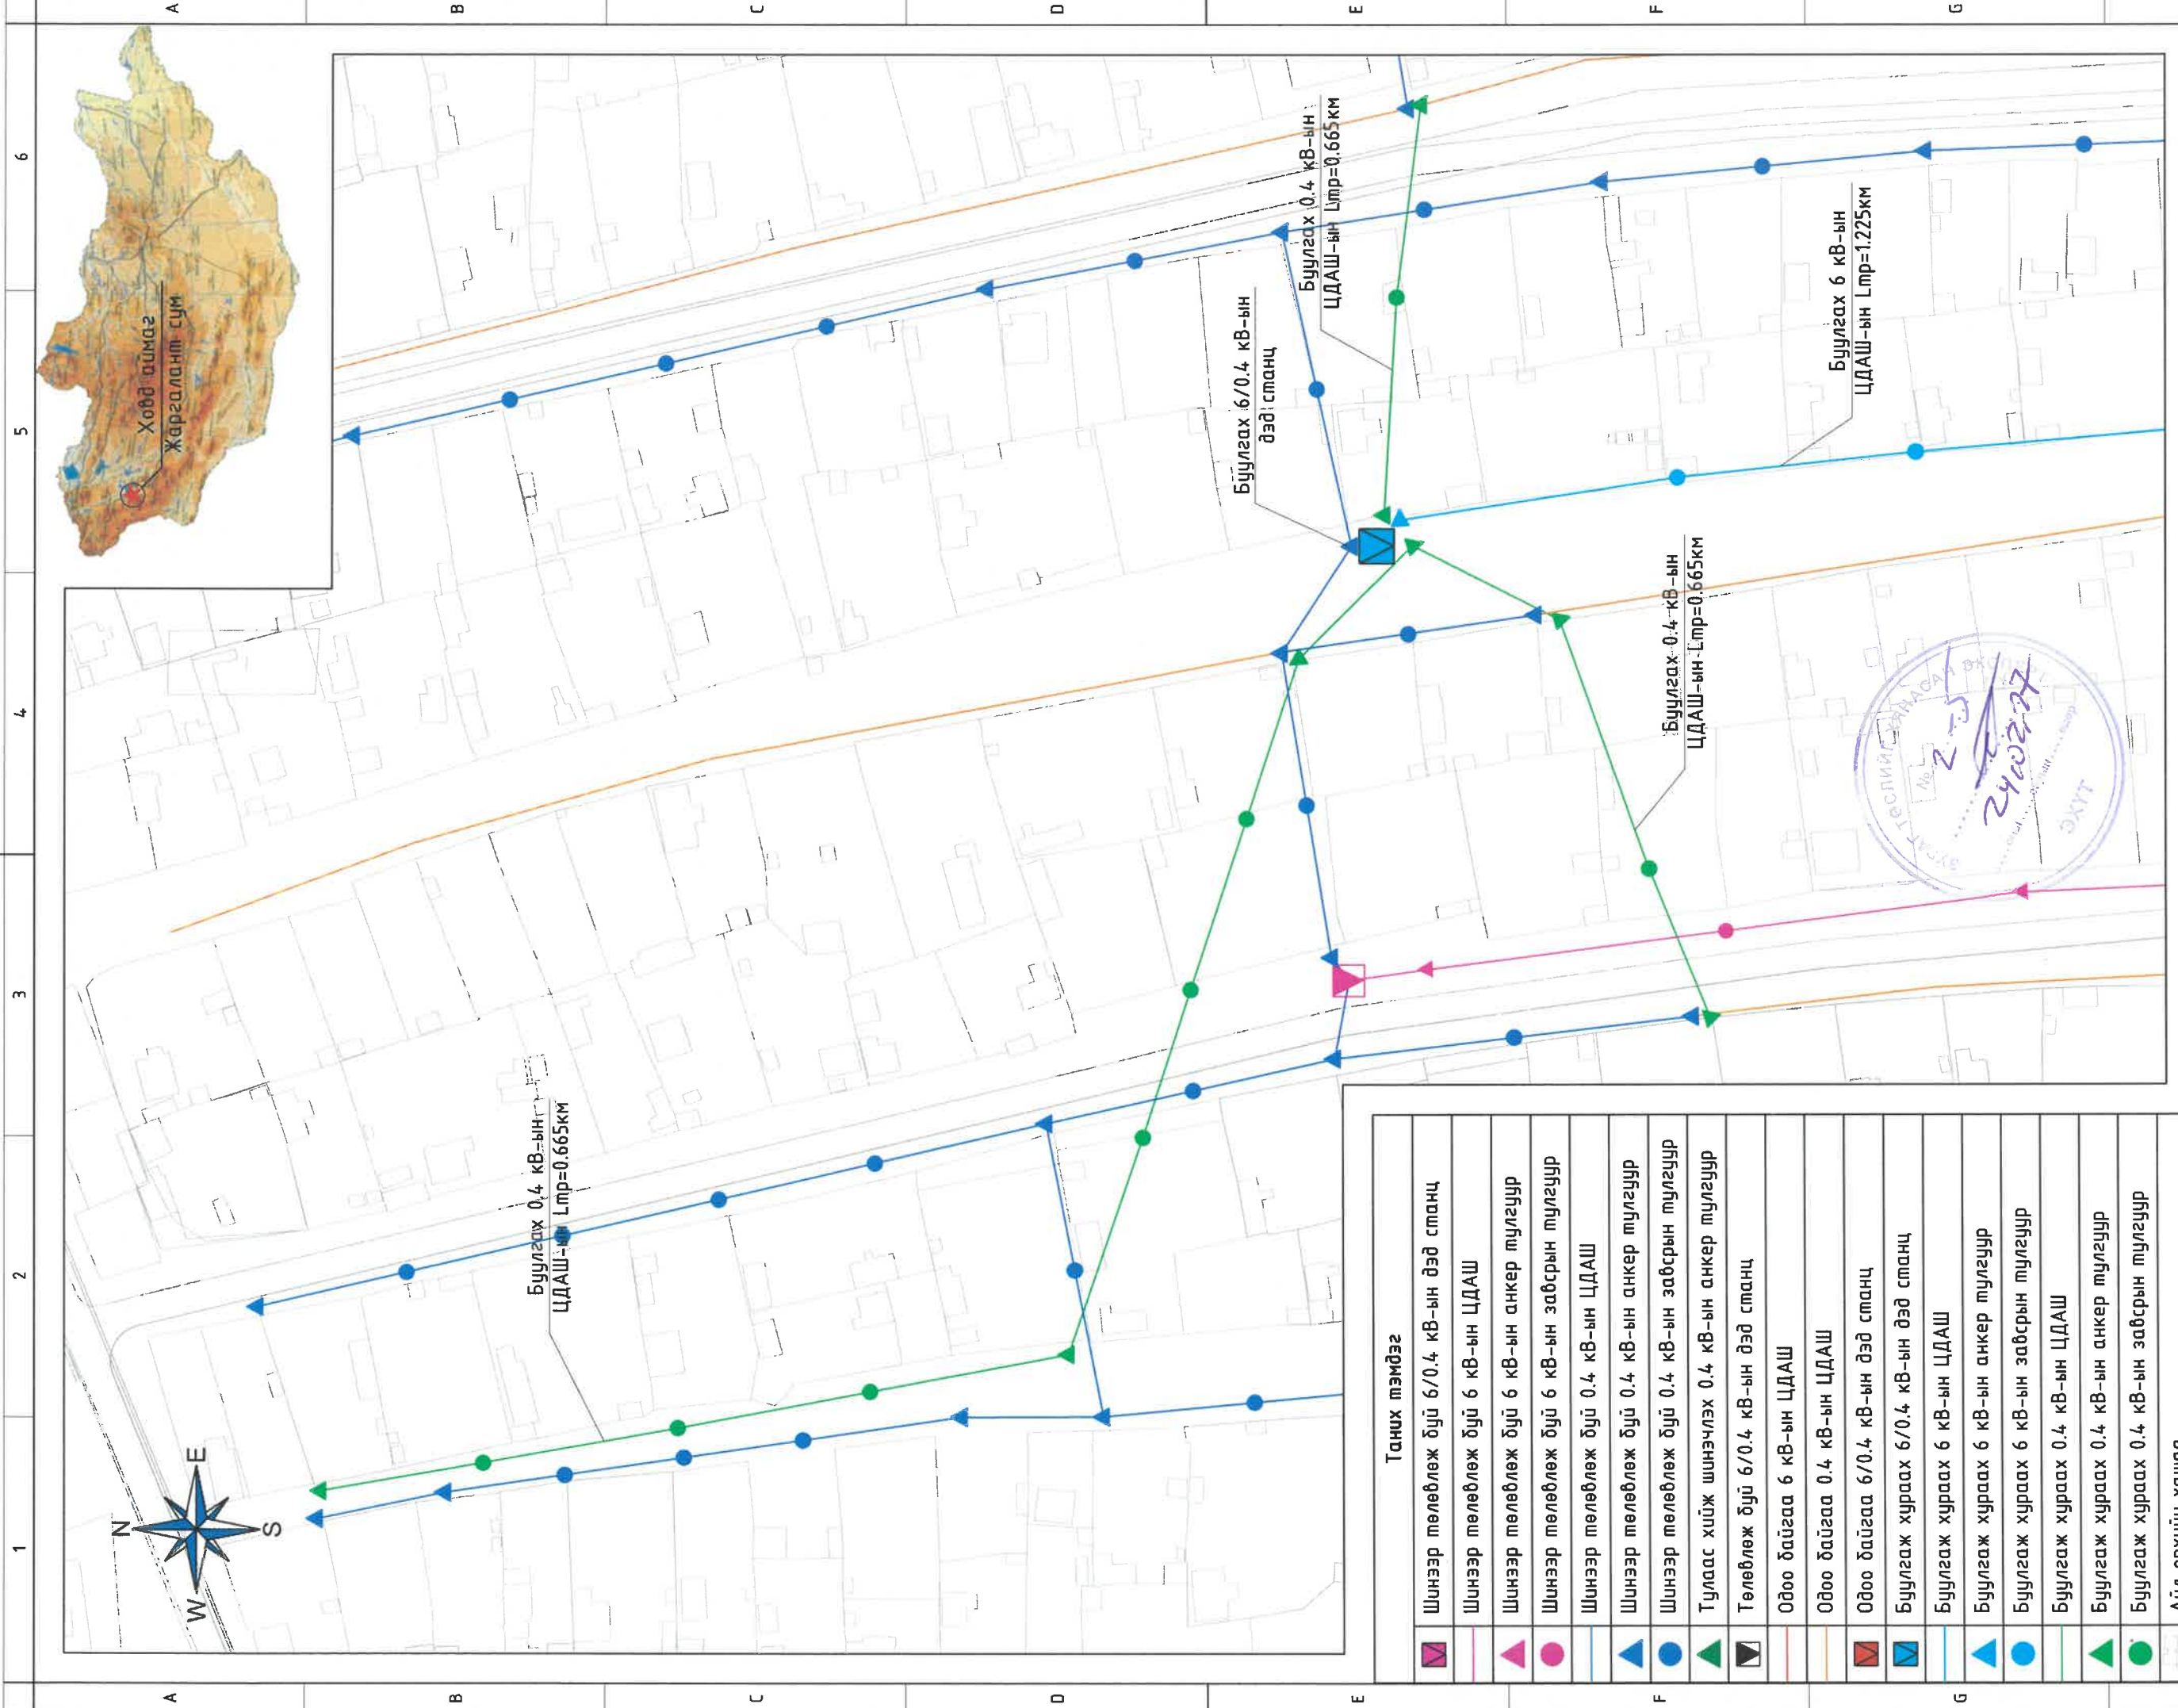 1
2
3
4
5
6
A
B
C
D
E
F
G
A
B
C
D
E
F
G
N
W
E
S
Ховд аймаг
Жаргалант сум
Буулгах 0.4 кВ-ын
ЦДАШ-ын Lтр=0.665км
Буулгах 6/0.4 кВ-ын
дэд станц
Буулгах 0.4 кВ-ын
ЦДАШ-ын Lтр=0.665км
Буулгах 0.4 кВ-ын
ЦДАШ-ын Lтр=0.665км
Буулгах 6 кВ-ын
ЦДАШ-ын Lтр=1.225км
№ 2-5
ЭХҮТ
Таних тэмдэг
Шинээр төлөвлөж буй 6/0.4 кВ-ын дэд станц
Шинээр төлөвлөж буй 6 кВ-ын ЦДАШ
Шинээр төлөвлөж буй 6 кВ-ын анкер тулгуур
Шинээр төлөвлөж буй 6 кВ-ын завсрын тулгуур
Шинээр төлөвлөж буй 0.4 кВ-ын ЦДАШ
Шинээр төлөвлөж буй 0.4 кВ-ын анкер тулгуур
Шинээр төлөвлөж буй 0.4 кВ-ын завсрын тулгуур
Тулаас хийж шинэчлэх 0.4 кВ-ын анкер тулгуур
Төлөвлөж буй 6/0.4 кВ-ын дэд станц
Одоо байгаа 6 кВ-ын ЦДАШ
Одоо байгаа 0.4 кВ-ын ЦДАШ
Одоо байгаа 6/0.4 кВ-ын дэд станц
Буулгаж хураах 6/0.4 кВ-ын дэд станц
Буулгаж хураах 6 кВ-ын ЦДАШ
Буулгаж хураах 6 кВ-ын анкер тулгуур
Буулгаж хураах 6 кВ-ын завсрын тулгуур
Буулгаж хураах 0.4 кВ-ын ЦДАШ
Буулгаж хураах 0.4 кВ-ын анкер тулгуур
Буулгаж хураах 0.4 кВ-ын завсрын тулгуур